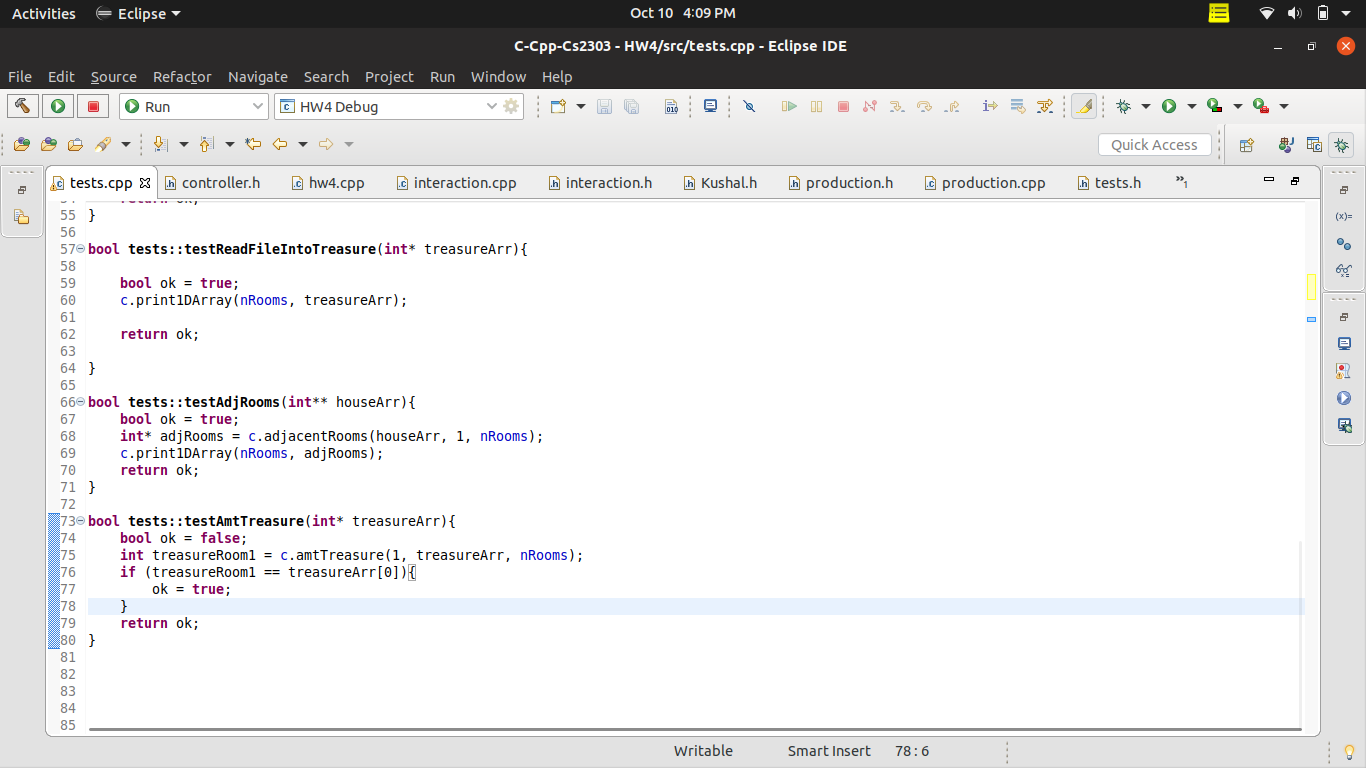 Activities Eclipse Oct 10 4:09 PM
C-Cpp-Cs2303 - HW4/src/tests.cpp - Eclipse IDE
File Edit Source Refactor Navigate Search Project Run Window Help
Run HW4 Debug
Quick Access
tests.cpp controller.h hw4.cpp interaction.cpp interaction.h Kushal.h production.h production.cpp tests.h »1
54 return ok;
55 }
56
57 bool tests::testReadFileIntoTreasure(int* treasureArr){
58
59 bool ok = true;
60 c.print1DArray(nRooms, treasureArr);
61
62 return ok;
63
64 }
65
66 bool tests::testAdjRooms(int** houseArr){
67 bool ok = true;
68 int* adjRooms = c.adjacentRooms(houseArr, 1, nRooms);
69 c.print1DArray(nRooms, adjRooms);
70 return ok;
71 }
72
73 bool tests::testAmtTreasure(int* treasureArr){
74 bool ok = false;
75 int treasureRoom1 = c.amtTreasure(1, treasureArr, nRooms);
76 if (treasureRoom1 == treasureArr[0]){
77 ok = true;
78 }
79 return ok;
80 }
81
82
83
84
85
Writable Smart Insert 78:6